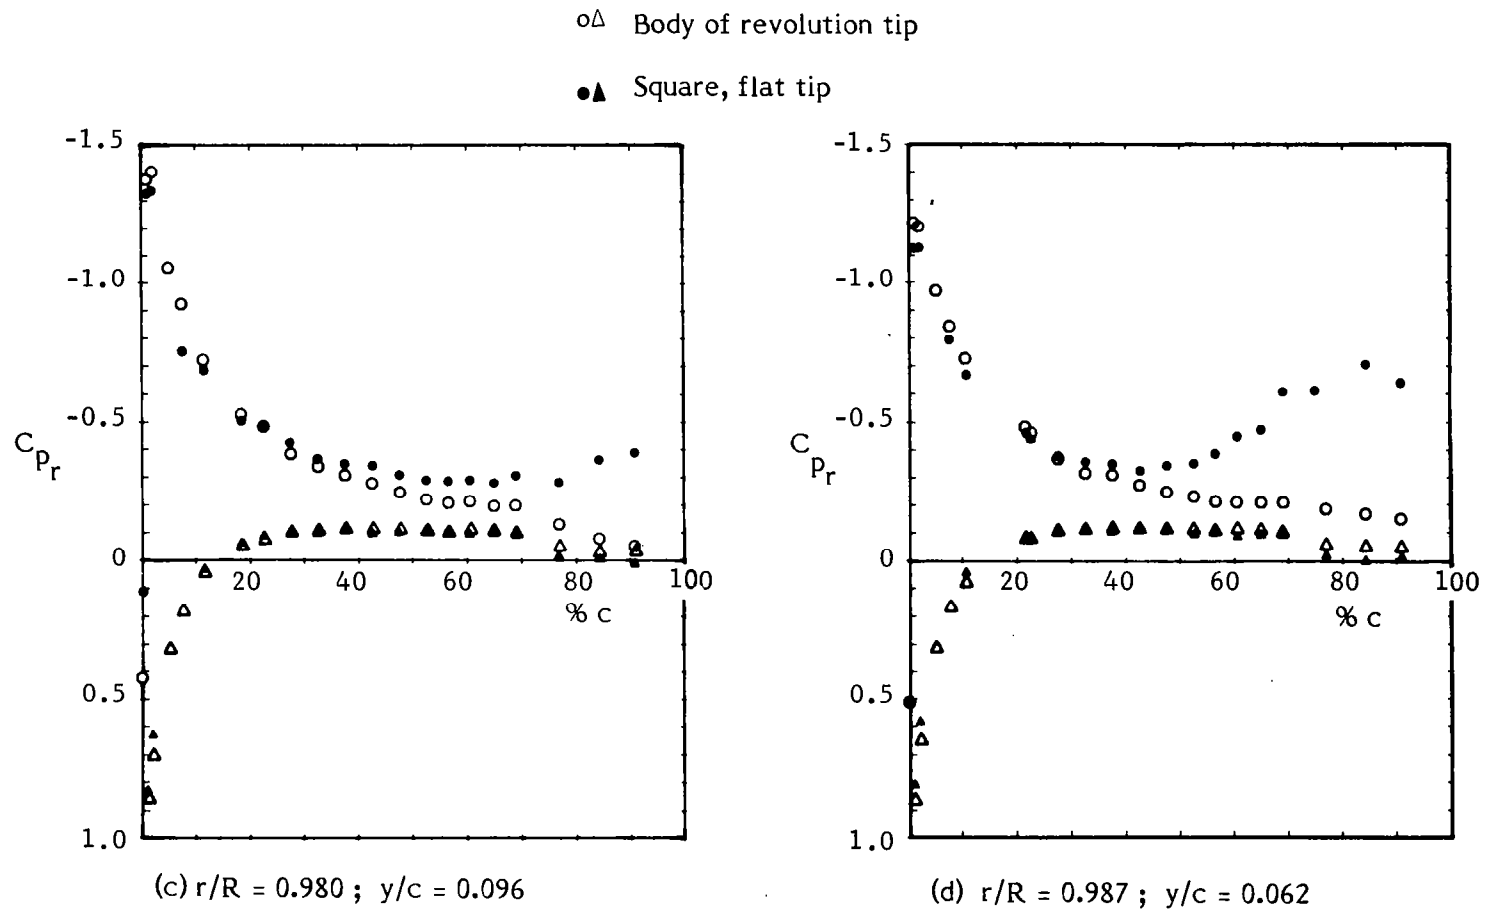 ○△ Body of revolution tip
●▲ Square, flat tip
-1.5
-1.0
-0.5
C_{p_r}
0
20 40 60 80 100
% c
0.5
1.0
(c) r/R = 0.980 ; y/c = 0.096
-1.5
-1.0
-0.5
C_{p_r}
0
20 40 60 80 100
% c
0.5
1.0
(d) r/R = 0.987 ; y/c = 0.062